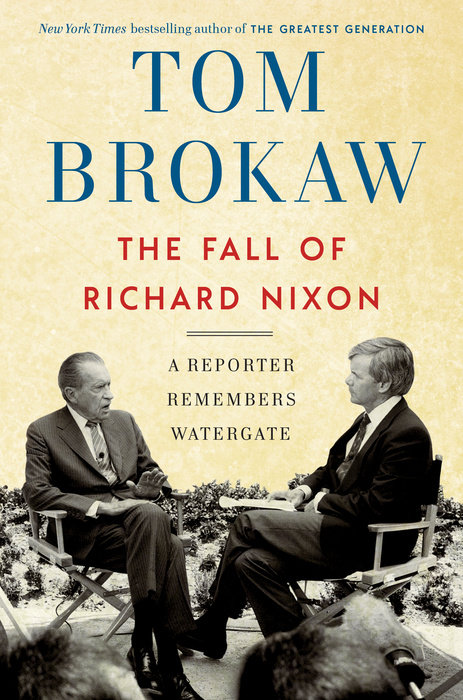 New York Times bestselling author of THE GREATEST GENERATION
TOM
BROKAW
THE FALL OF
RICHARD NIXON
A REPORTER
REMEMBERS
WATERGATE